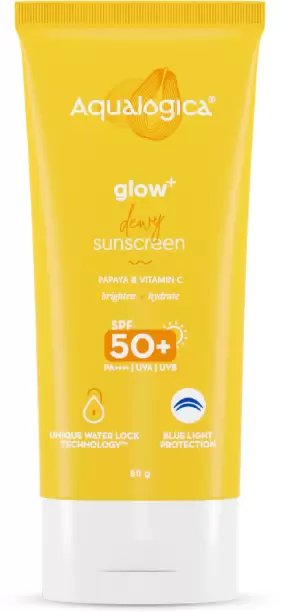 Aqualogica®
glow+
dewy
sunscreen
PAPAYA & VITAMIN C
brighten + hydrate
SPF
50+
PA++++ | UVA | UVB
UNIQUE WATER LOCK
TECHNOLOGY™
BLUE LIGHT
PROTECTION
50 g